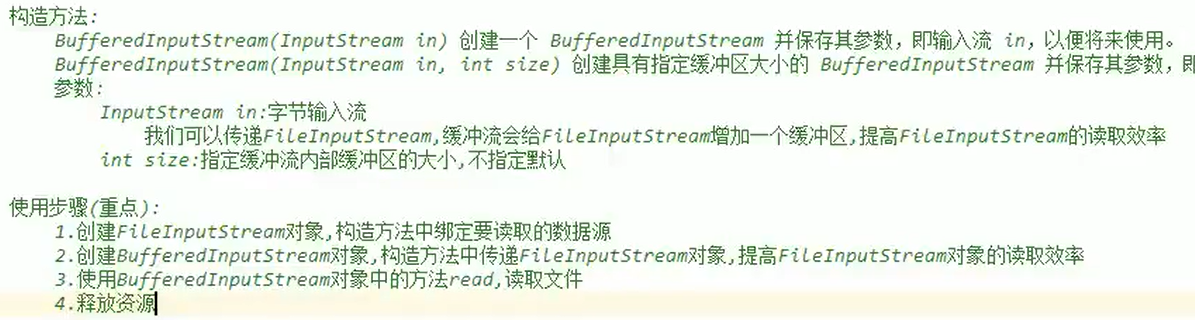 构造方法:
BufferedInputStream(InputStream in) 创建一个 BufferedInputStream 并保存其参数，即输入流 in，以便将来使用。
BufferedInputStream(InputStream in, int size) 创建具有指定缓冲区大小的 BufferedInputStream 并保存其参数，即
参数:
InputStream in:字节输入流
我们可以传递FileInputStream,缓冲流会给FileInputStream增加一个缓冲区,提高FileInputStream的读取效率
int size:指定缓冲流内部缓冲区的大小,不指定默认
使用步骤(重点):
1.创建FileInputStream对象,构造方法中绑定要读取的数据源
2.创建BufferedInputStream对象,构造方法中传递FileInputStream对象,提高FileInputStream对象的读取效率
3.使用BufferedInputStream对象中的方法read,读取文件
4.释放资源